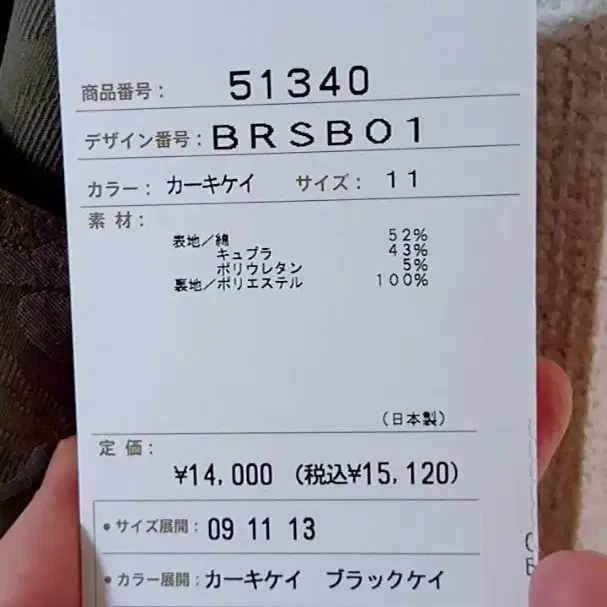 商品番号： 51340
デザイン番号：BRSB01
カラー： カーキケイ サイズ： 11
素 材：
表地／綿 52%
キュプラ 43%
ポリウレタン 5%
裏地／ポリエステル 100%
（日本製）
定 価：
¥14,000 （税込¥15,120）
●サイズ展開：09 11 13
●カラー展開：カーキケイ ブラックケイ